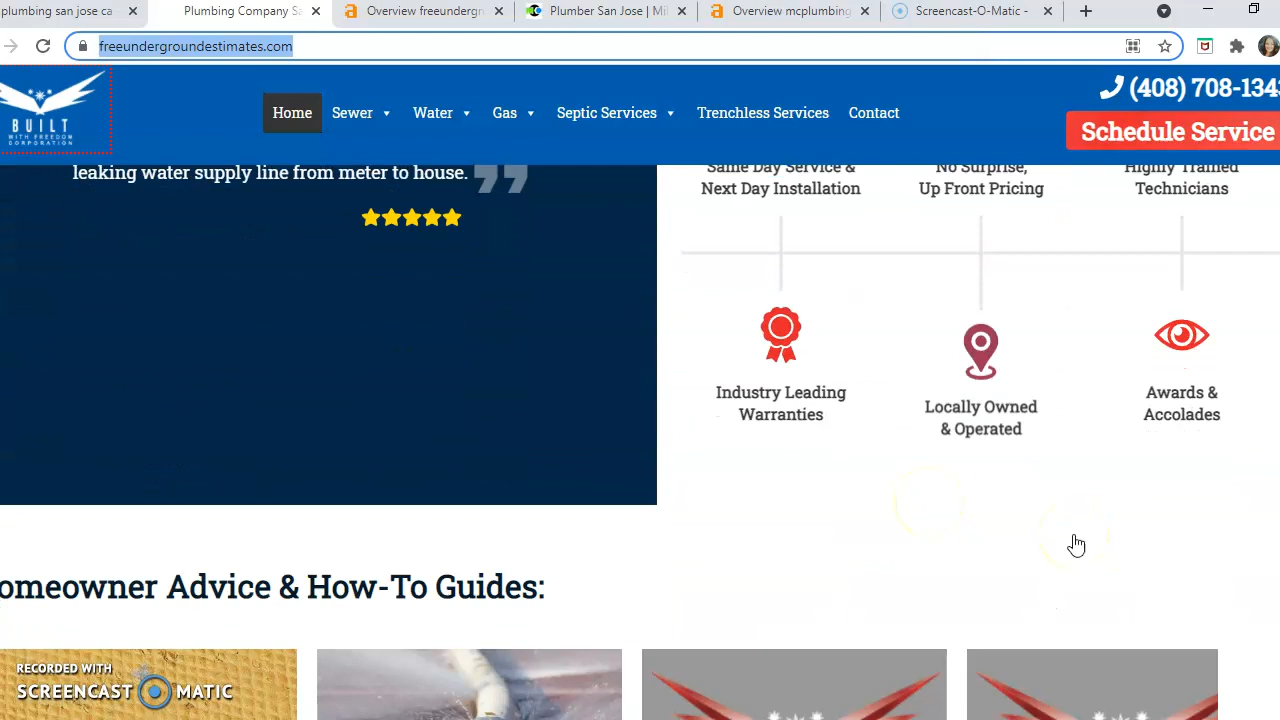 plumbing san jose ca
Plumbing Company Sa
Overview freeundergr
Plumber San Jose | Mil
Overview mcplumbing
Screencast-O-Matic -
freeundergroundestimates.com
BUILT
WITH FREEDOM
CORPORATION
Home
Sewer
Water
Gas
Septic Services
Trenchless Services
Contact
(408) 708-134
Schedule Service
leaking water supply line from meter to house.
Same Day Service &
Next Day Installation
No Surprise,
Up Front Pricing
Highly Trained
Technicians
Industry Leading
Warranties
Locally Owned
& Operated
Awards &
Accolades
omeowner Advice & How-To Guides:
RECORDED WITH
SCREENCAST MATIC